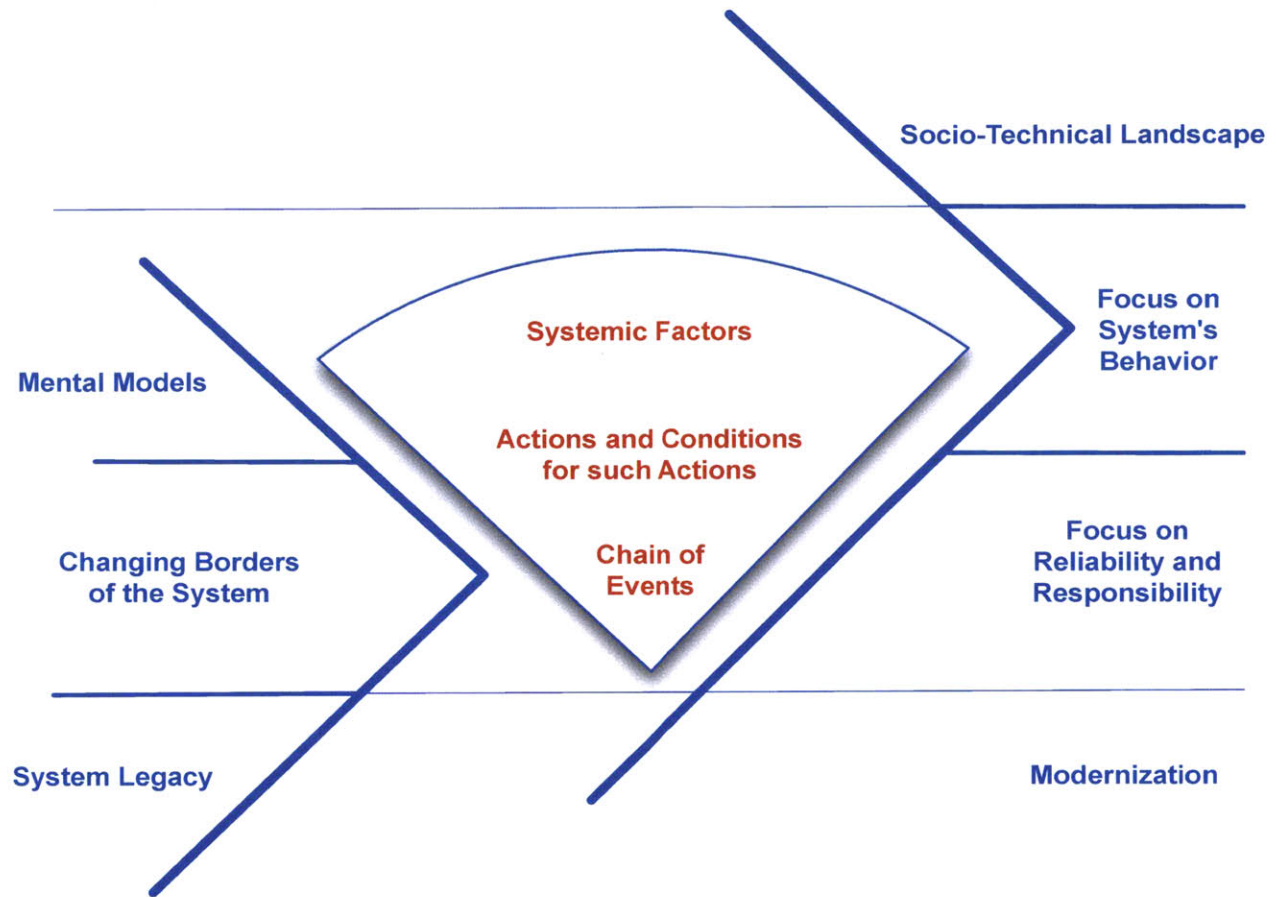 Socio-Technical Landscape
Systemic Factors
Focus on
System's
Behavior
Mental Models
Actions and Conditions
for such Actions
Changing Borders
of the System
Chain of
Events
Focus on
Reliability and
Responsibility
System Legacy
Modernization